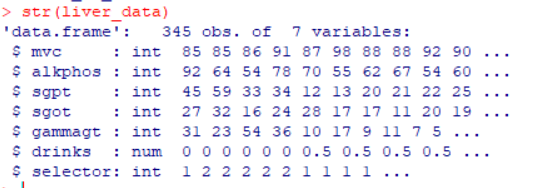 > str(liver_data)
'data.frame':   345 obs. of  7 variables:
 $ mvc     : int  85 85 86 91 87 98 88 88 92 90 ...
 $ alkphos : int  92 64 54 78 70 55 62 67 54 60 ...
 $ sgpt    : int  45 59 33 34 12 13 20 21 22 25 ...
 $ sgot    : int  27 32 16 24 28 17 17 11 20 19 ...
 $ gammagt : int  31 23 54 36 10 17 9 11 7 5 ...
 $ drinks  : num  0 0 0 0 0 0.5 0.5 0.5 0.5 ...
 $ selector: int  1 2 2 2 2 2 1 1 1 1 ...